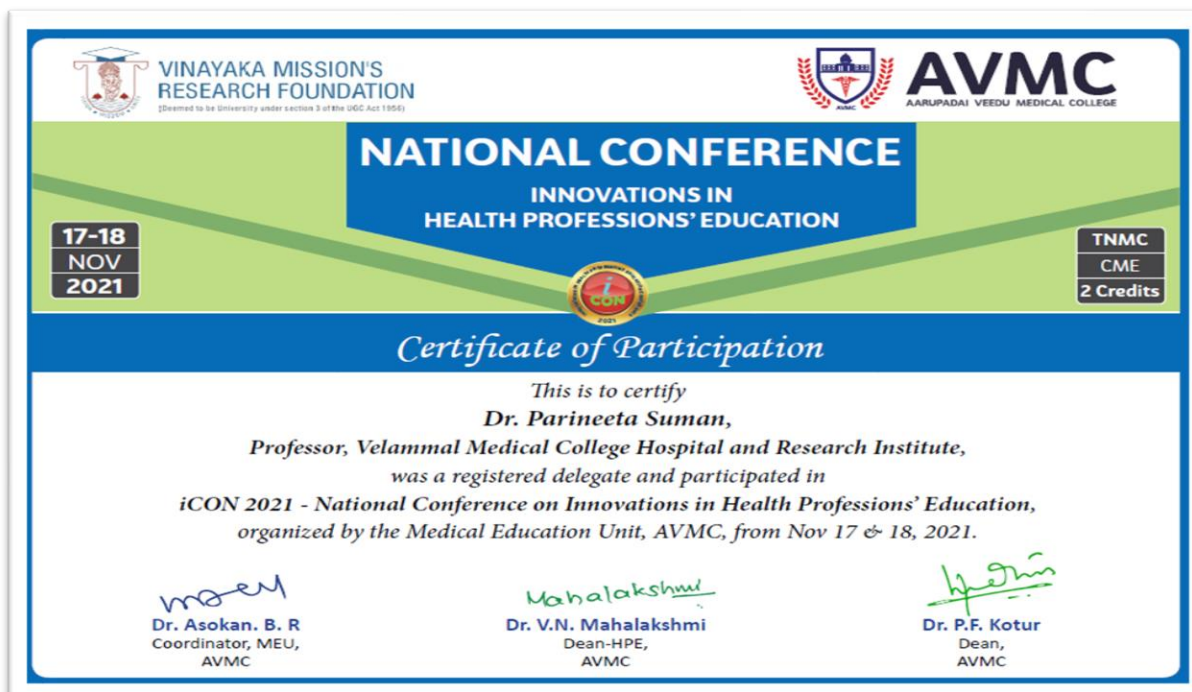 VINAYAKA MISSION'S
RESEARCH FOUNDATION
(Deemed to be University under section 3 of the UGC Act 1956)
AVMC
AVMC
AARUPADAI VEEDU MEDICAL COLLEGE
NATIONAL CONFERENCE
INNOVATIONS IN
HEALTH PROFESSIONS' EDUCATION
17-18
NOV
2021
TNMC
CME
2 Credits
i
CON
2021
Certificate of Participation
This is to certify
Dr. Parineeta Suman,
Professor, Velammal Medical College Hospital and Research Institute,
was a registered delegate and participated in
iCON 2021 - National Conference on Innovations in Health Professions' Education,
organized by the Medical Education Unit, AVMC, from Nov 17 & 18, 2021.
Mahalakshmi
Dr. Asokan. B. R
Coordinator, MEU,
AVMC
Dr. V.N. Mahalakshmi
Dean-HPE,
AVMC
Dr. P.F. Kotur
Dean,
AVMC